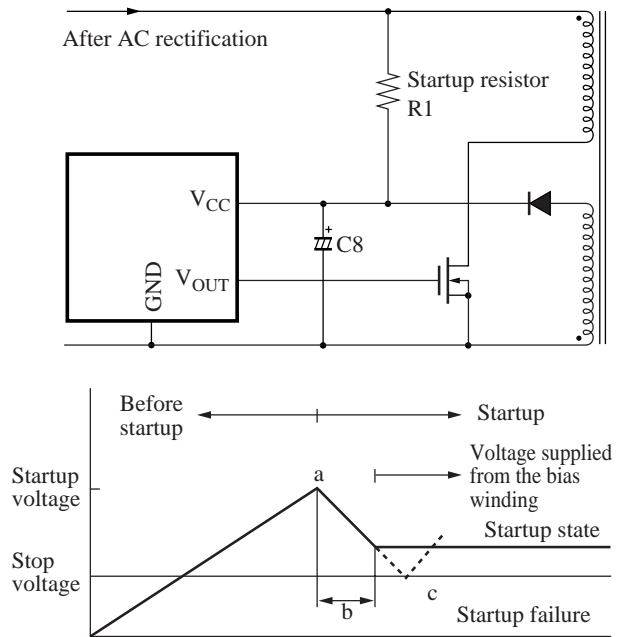 After AC rectification
Startup resistor
R1
VCC
+
C8
VOUT
GND
Before
startup
Startup
Voltage supplied
from the bias
winding
Startup
voltage
a
Startup state
Stop
voltage
c
b
Startup failure